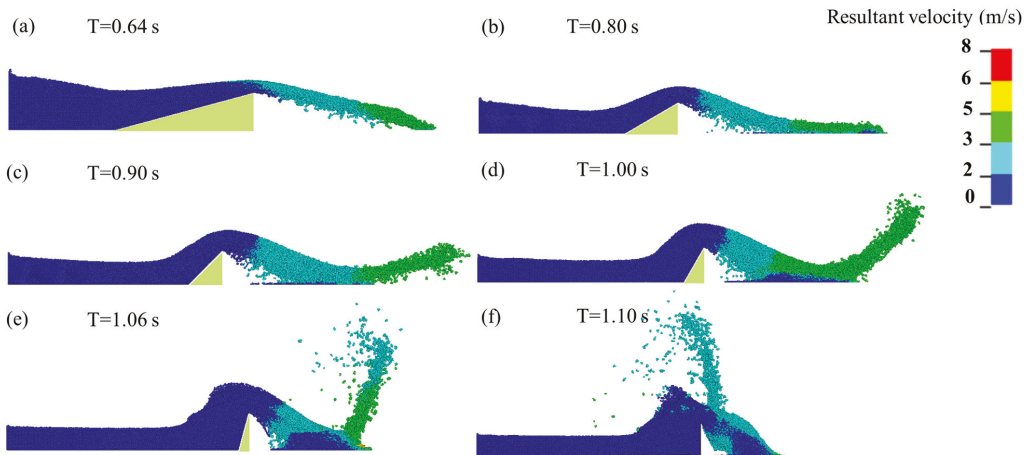 (a) T=0.64 s
(b) T=0.80 s
Resultant velocity (m/s)
8
6
5
3
2
0
(c) T=0.90 s
(d) T=1.00 s
(e) T=1.06 s
(f) T=1.10 s